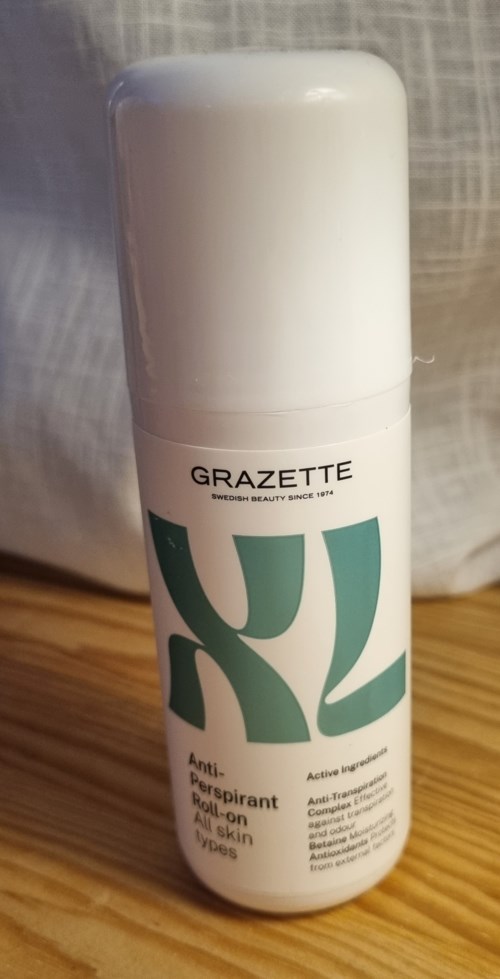 GRAZETTE
SWEDISH BEAUTY SINCE 1974
XL
Anti-
Perspirant
Roll-on
All skin
types
Active Ingredients
Anti-Transpiration
Complex Effective
against transpiration
and odour
Betaine Moisturizing
Antioxidents Protects
from external factors